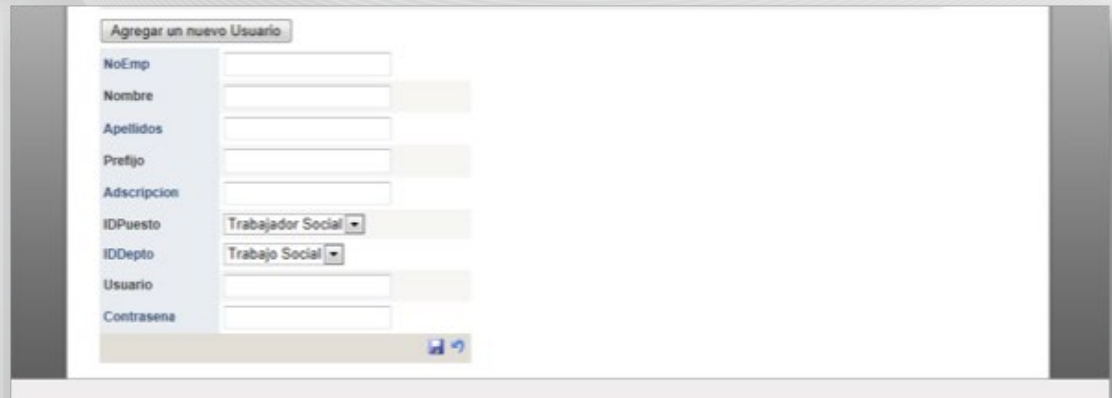 Agregar un nuevo Usuario
NoEmp
Nombre
Apellidos
Prefijo
Adscripcion
IDPuesto Trabajador Social
IDDepto Trabajo Social
Usuario
Contrasena